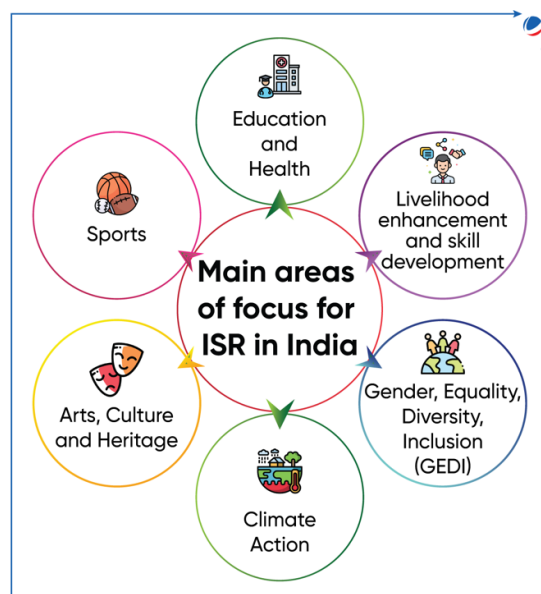 Education
and
Health
Livelihood
enhancement
and skill
development
Gender, Equality,
Diversity,
Inclusion
(GEDI)
Climate
Action
Arts, Culture
and Heritage
Sports
Main areas
of focus for
ISR in India